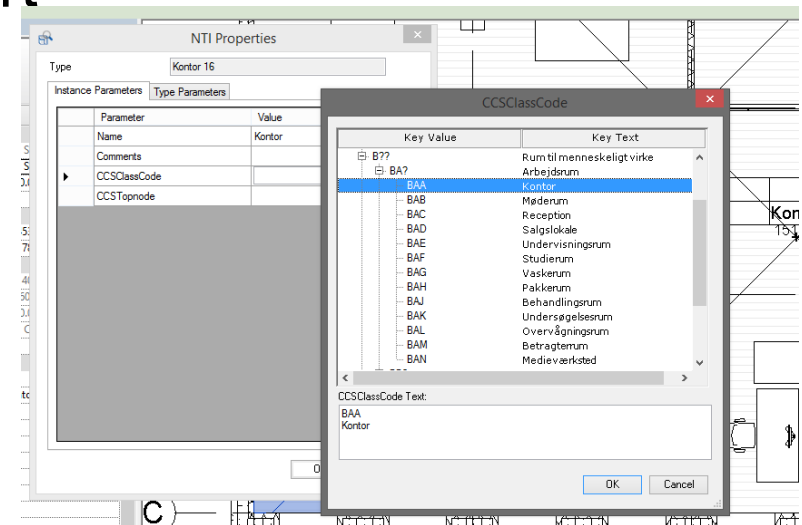 NTI Properties
Type
Kontor 16
Instance Parameters Type Parameters
Parameter Value
Name Kontor
Comments
CCSClassCode
CCSTopnode
CCSClassCode
Key Value Key Text
B?? Rum til menneskeligt virke
BA? Arbejdsrum
BAA Kontor
BAB Møderum
BAC Reception
BAD Salgslokale
BAE Undervisningsrum
BAF Studierum
BAG Vaskerum
BAH Pakkerum
BAJ Behandlingsrum
BAK Undersøgelsesrum
BAL Overvågningsrum
BAM Betragterrum
BAN Medieværksted
CCSClassCode Text:
BAA
Kontor
OK Cancel
Kon
151
C